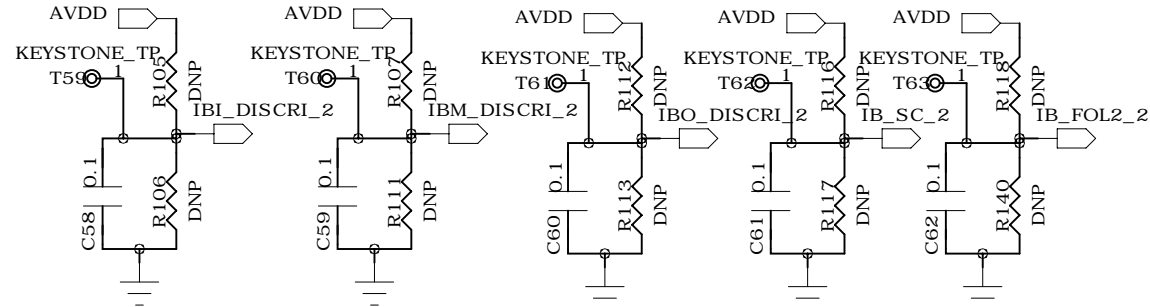 AVDD
KEYSTONE_TP
T59
1
R105
DNP
IBI_DISCRI_2
0.1
C58
R106
DNP
AVDD
KEYSTONE_TP
T60
1
R107
DNP
IBM_DISCRI_2
0.1
C59
R111
DNP
AVDD
KEYSTONE_TP
T61
1
R112
DNP
IBO_DISCRI_2
0.1
C60
R113
DNP
AVDD
KEYSTONE_TP
T62
1
R116
DNP
IB_SC_2
0.1
C61
R117
DNP
AVDD
KEYSTONE_TP
T63
1
R118
DNP
IB_FOL2_2
0.1
C62
R140
DNP